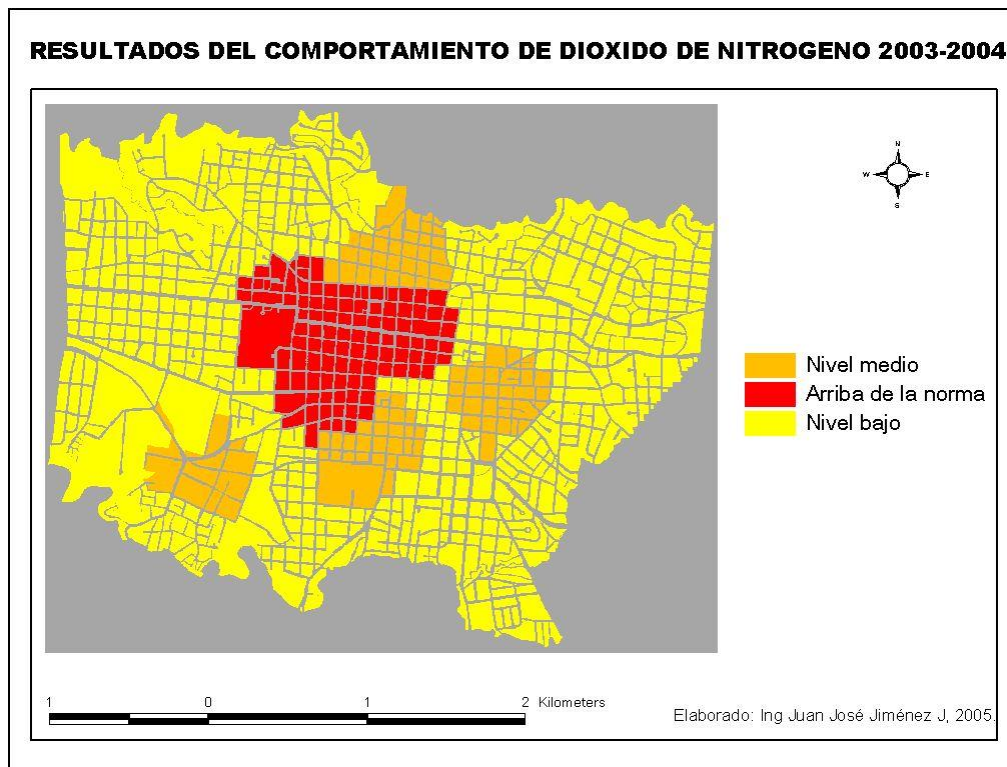 RESULTADOS DEL COMPORTAMIENTO DE DIOXIDO DE NITROGENO 2003-2004
N
W E
S
Nivel medio
Arriba de la norma
Nivel bajo
1 0 1 2 Kilometers
Elaborado: Ing Juan José Jiménez J, 2005.